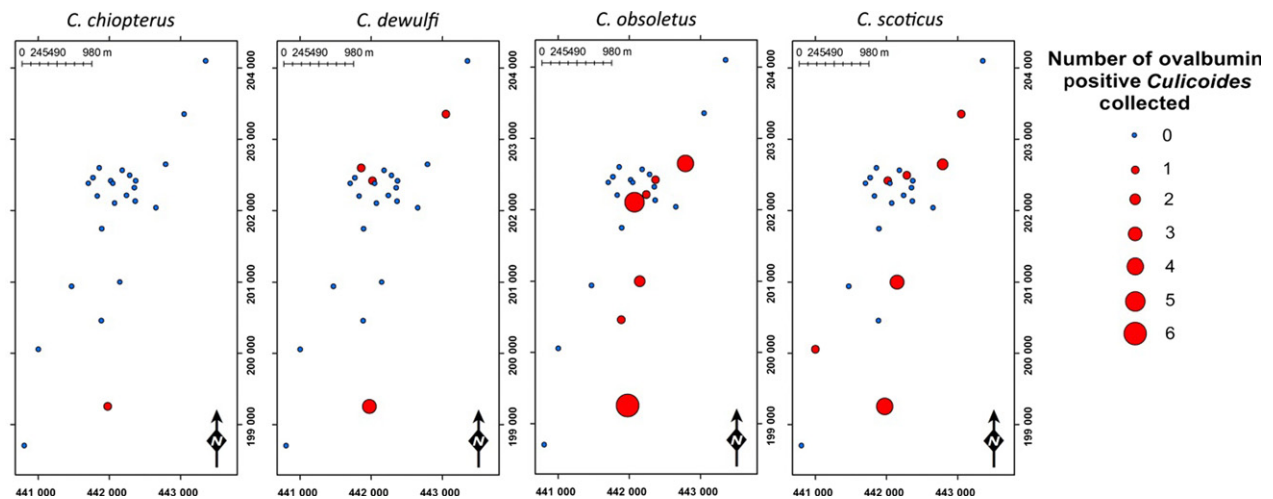 C. chiopterus C. dewulfi C. obsoletus C. scoticus
0 245490 980 m 0 245490 980 m 0 245490 980 m 0 245490 980 m
Number of ovalbumin
positive Culicoides
collected
0
1
2
3
4
5
6
204 000 204 000 204 000 204 000
203 000 203 000 203 000 203 000
202 000 202 000 202 000 202 000
201 000 201 000 201 000 201 000
200 000 200 000 200 000 200 000
199 000 199 000 199 000 199 000
N N N N
441 000 442 000 443 000 441 000 442 000 443 000 441 000 442 000 443 000 441 000 442 000 443 000